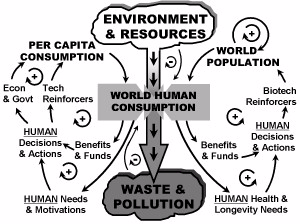 ENVIRONMENT
& RESOURCES
PER CAPITA
CONSUMPTION
WORLD
POPULATION
Econ
& Govt
Tech
Reinforcers
WORLD HUMAN
CONSUMPTION
Biotech
Reinforcers
HUMAN
Decisions
& Actions
Benefits
& Funds
Benefits
& Funds
HUMAN
Decisions
& Actions
HUMAN Needs
& Motivations
WASTE &
POLLUTION
HUMAN Health &
Longevity Needs
+
+
+
+
+